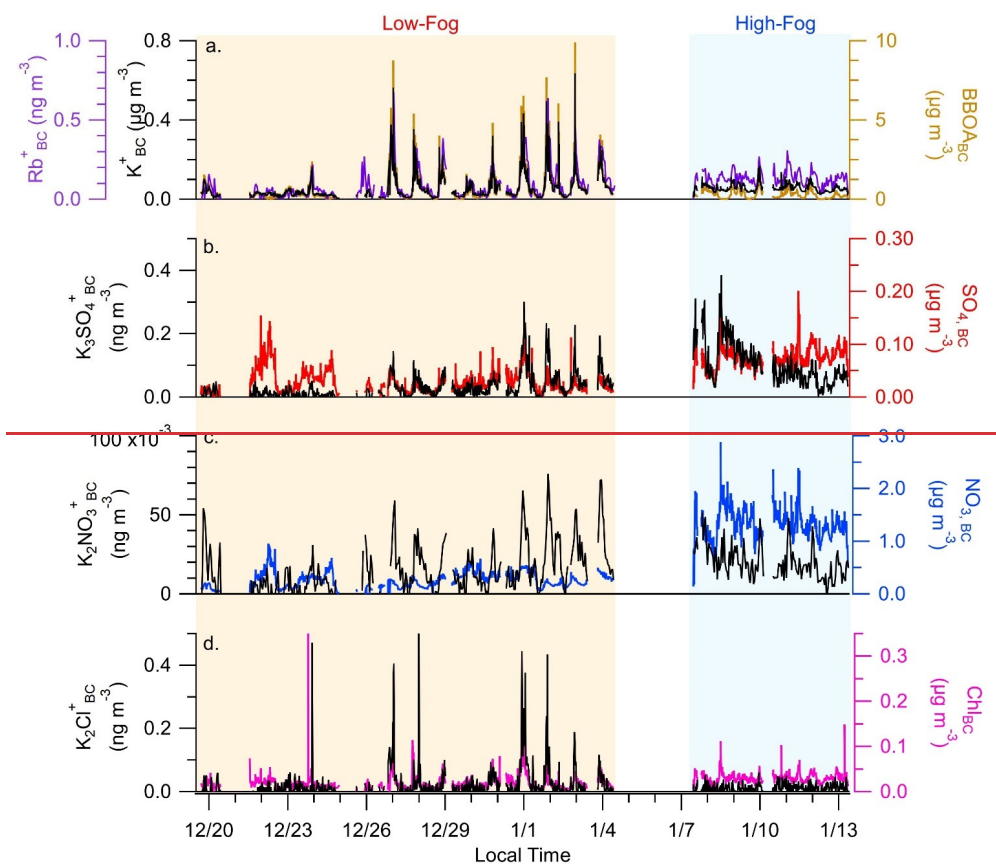 Low-Fog High-Fog
a.
Rb⁺BC (ng m⁻³)
1.0
0.5
0.0
K⁺BC (µg m⁻³)
0.8
0.4
0.0
10
5
0
BBOABC (µg m⁻³)
b.
K₃SO₄⁺BC (ng m⁻³)
0.4
0.2
0.0
0.30
0.20
0.10
0.00
SO₄, BC (µg m⁻³)
c.
100 x10⁻³
50
0
K₂NO₃⁺BC (ng m⁻³)
3.0
2.0
1.0
0.0
NO₃, BC (µg m⁻³)
d.
K₂Cl⁺BC (ng m⁻³)
0.4
0.2
0.0
0.3
0.2
0.1
0.0
ChlBC (µg m⁻³)
12/20 12/23 12/26 12/29 1/1 1/4 1/7 1/10 1/13
Local Time